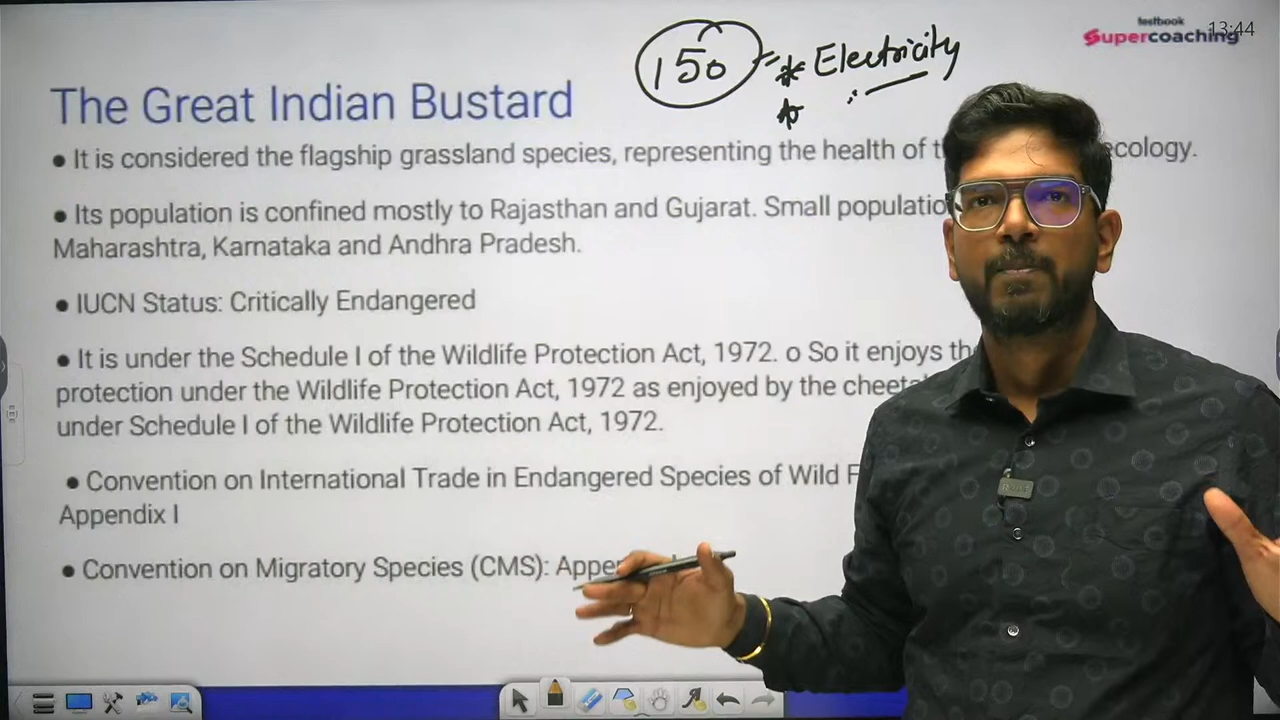 testbook
Supercoaching
13:44
150 * Electricity
The Great Indian Bustard
● It is considered the flagship grassland species, representing the health of ecology.
● Its population is confined mostly to Rajasthan and Gujarat. Small populatio
Maharashtra, Karnataka and Andhra Pradesh.
● IUCN Status: Critically Endangered
● It is under the Schedule I of the Wildlife Protection Act, 1972. o So it enjoys th
protection under the Wildlife Protection Act, 1972 as enjoyed by the cheeta
under Schedule I of the Wildlife Protection Act, 1972.
● Convention on International Trade in Endangered Species of Wild F
Appendix I
● Convention on Migratory Species (CMS): Appe